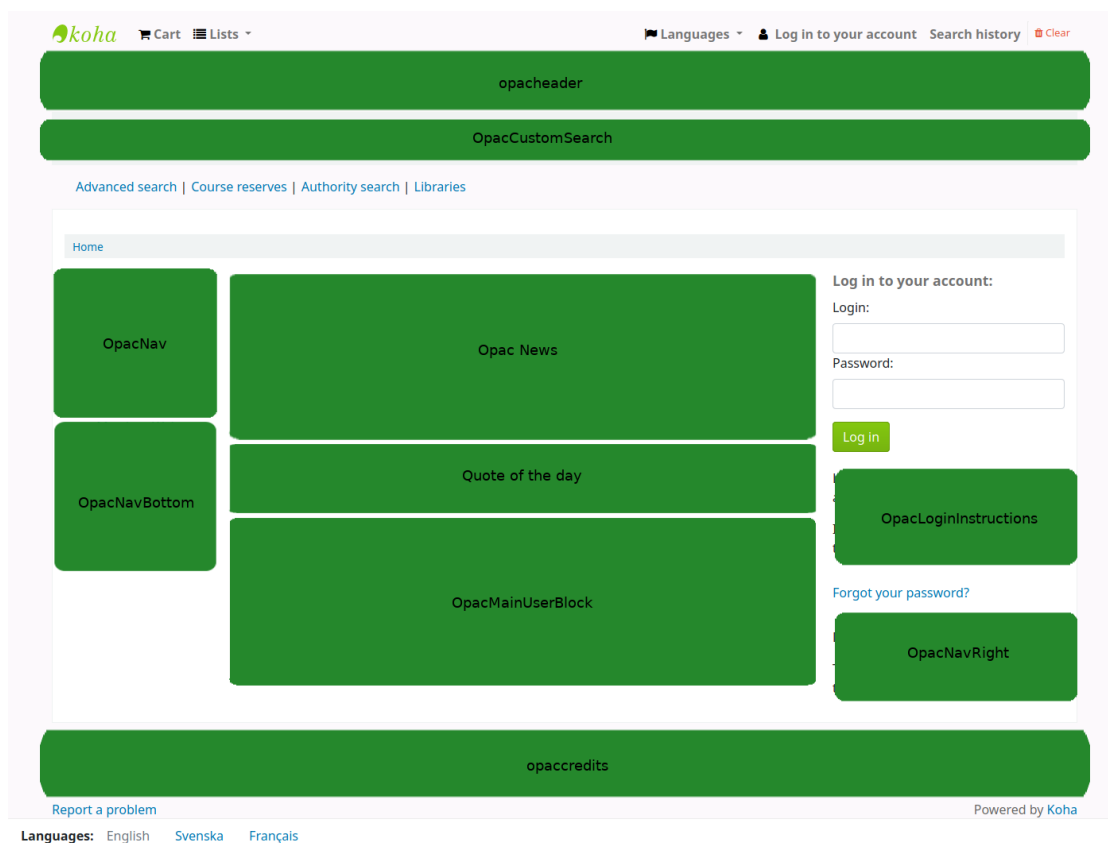 koha Cart Lists Languages Log in to your account Search history Clear
opacheader
OpacCustomSearch
Advanced search | Course reserves | Authority search | Libraries
Home
OpacNav
OpacNavBottom
Opac News
Quote of the day
OpacMainUserBlock
Log in to your account:
Login:
Password:
Log in
OpacLoginInstructions
Forgot your password?
OpacNavRight
opaccredits
Report a problem Powered by Koha
Languages: English Svenska Français